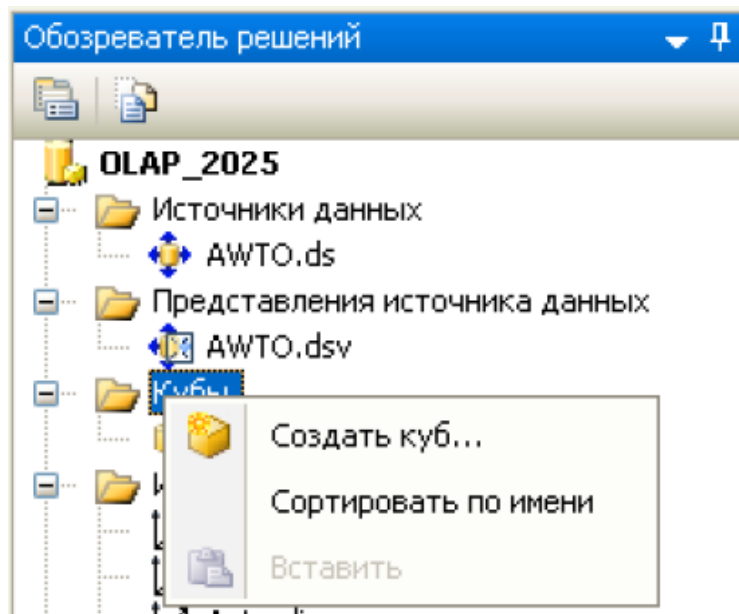 Обозреватель решений
OLAP_2025
Источники данных
AWTO.ds
Представления источника данных
AWTO.dsv
Кубы
Создать куб...
Сортировать по имени
Вставить